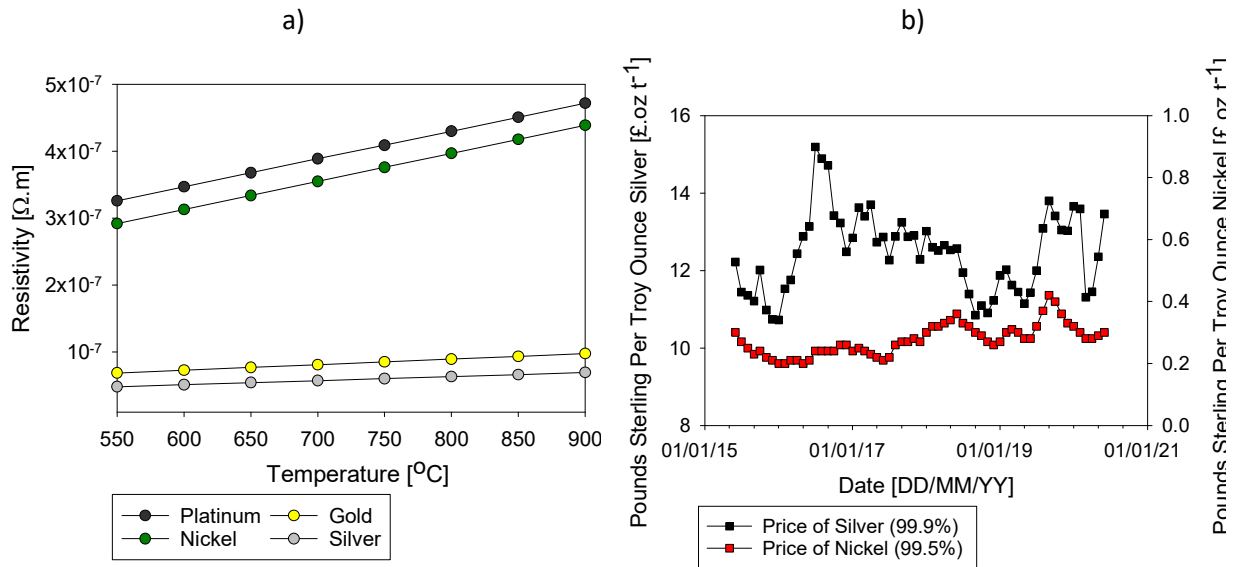 a)
b)
Resistivity [Ω.m]
5x10⁻⁷
4x10⁻⁷
3x10⁻⁷
2x10⁻⁷
10⁻⁷
550 600 650 700 750 800 850 900
Temperature [°C]
Platinum Gold
Nickel Silver
Pounds Sterling Per Troy Ounce Silver [£.oz t⁻¹]
16
14
12
10
8
1.0
0.8
0.6
0.4
0.2
0.0
Pounds Sterling Per Troy Ounce Nickel [£.oz t⁻¹]
01/01/15 01/01/17 01/01/19 01/01/21
Date [DD/MM/YY]
Price of Silver (99.9%)
Price of Nickel (99.5%)